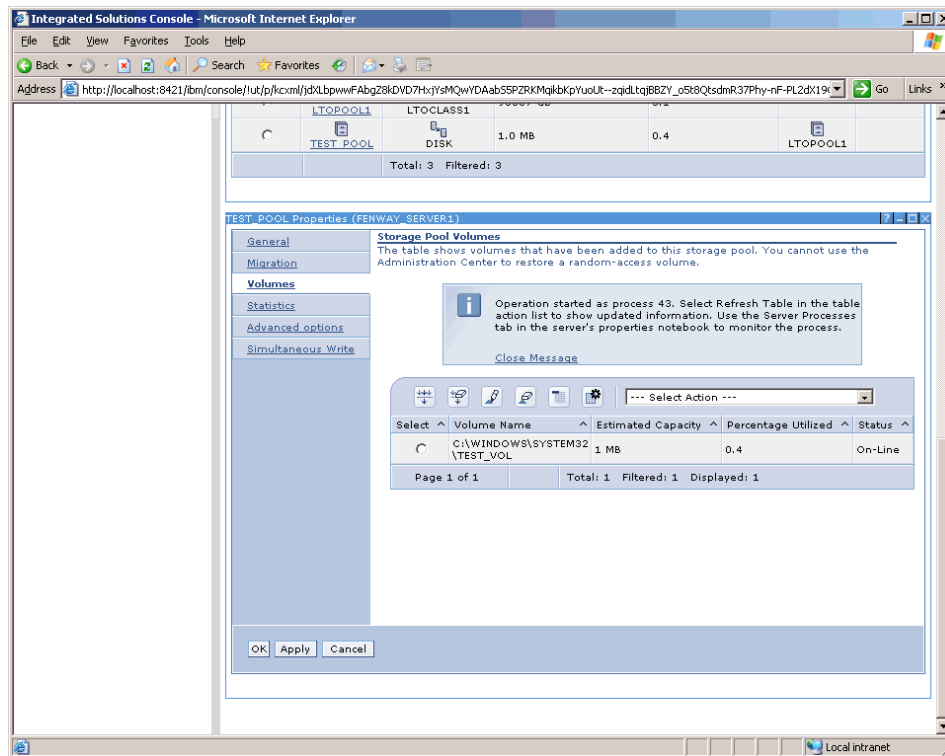 Integrated Solutions Console - Microsoft Internet Explorer
File Edit View Favorites Tools Help
Back Search Favorites
Address http://localhost:8421/ibm/console/!ut/p/kcxml/ Go Links »
LTOPOOL1 LTOCLASS1
TEST_POOL DISK 1.0 MB 0.4 LTOPOOL1
Total: 3 Filtered: 3
TEST_POOL Properties (FENWAY_SERVER1)
General
Migration
Volumes
Statistics
Advanced options
Simultaneous Write
Storage Pool Volumes
The table shows volumes that have been added to this storage pool. You cannot use the
Administration Center to restore a random-access volume.
Operation started as process 43. Select Refresh Table in the table
action list to show updated information. Use the Server Processes
tab in the server's properties notebook to monitor the process.
Close Message
--- Select Action ---
Select ^ Volume Name ^ Estimated Capacity ^ Percentage Utilized ^ Status ^
C:\WINDOWS\SYSTEM32
\TEST_VOL 1 MB 0.4 On-Line
Page 1 of 1 Total: 1 Filtered: 1 Displayed: 1
OK Apply Cancel
Local intranet